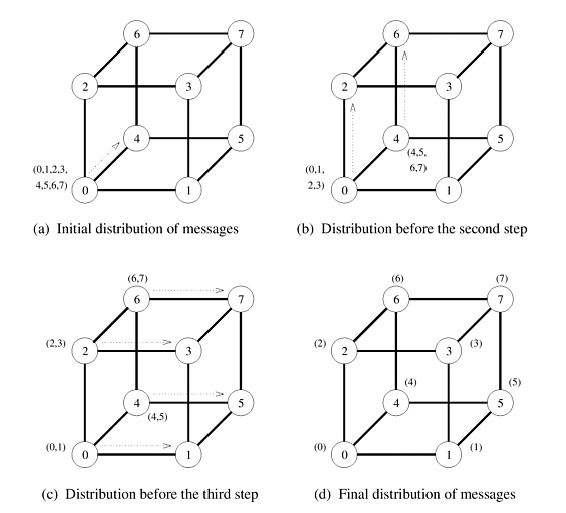 6 7
2 3
4 5
(0,1,2,3,
4,5,6,7) 0 1
(a) Initial distribution of messages
6 7
2 3
4 5
(4,5,
6,7)
(0,1,
2,3) 0 1
(b) Distribution before the second step
(6,7)
6 7
(2,3) 2 3
4 5
(4,5)
(0,1) 0 1
(c) Distribution before the third step
(6) (7)
6 7
(2) 2 3 (3)
(4) (5)
4 5
(0) 0 1 (1)
(d) Final distribution of messages